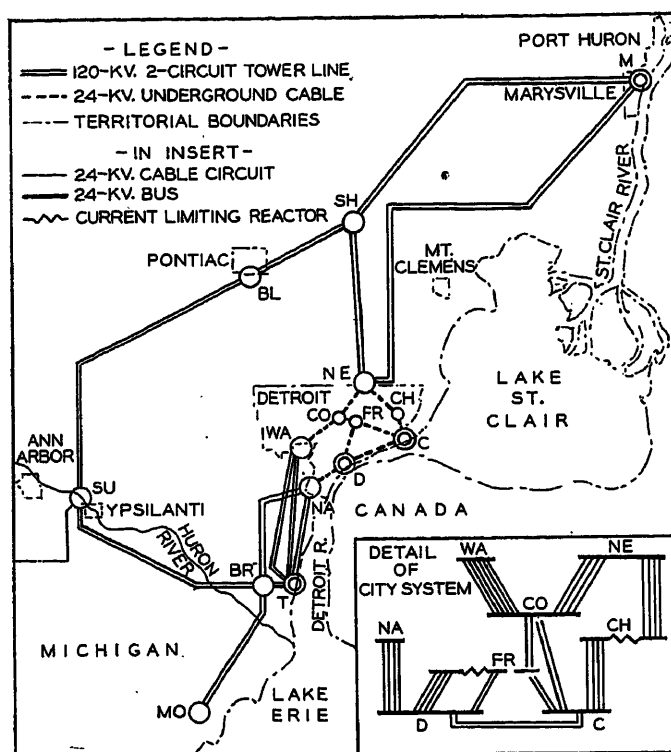 - LEGEND -
120-KV. 2-CIRCUIT TOWER LINE
24-KV. UNDERGROUND CABLE
TERRITORIAL BOUNDARIES
- IN INSERT -
24-KV. CABLE CIRCUIT
24-KV. BUS
CURRENT LIMITING REACTOR
PORT HURON
M
MARYSVILLE
ST. CLAIR RIVER
SH
PONTIAC
BL
MT.
CLEMENS
NE
DETROIT
CO
FR
CH
WA
C
D
NA
LAKE
ST.
CLAIR
ANN
ARBOR
SU
YPSILANTI
HURON
RIVER
CANADA
BR
T
DETROIT R.
MICHIGAN
MO
LAKE
ERIE
DETAIL
OF
CITY SYSTEM
WA
NE
CO
NA
CH
FR
D
C